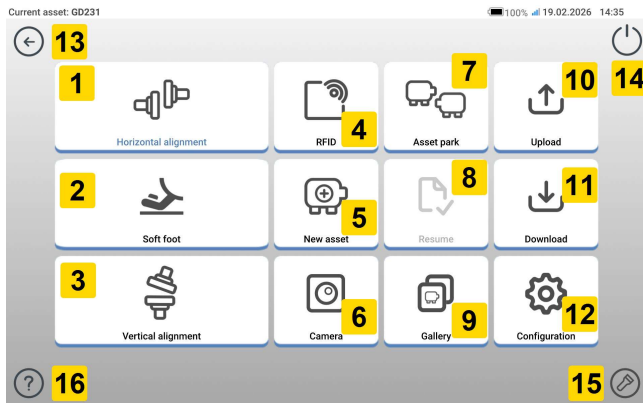 Current asset: GD231 100% 19.02.2026 14:35
13
14
1
Horizontal alignment
4
RFID
7
Asset park
10
Upload
2
Soft foot
5
New asset
8
Resume
11
Download
3
Vertical alignment
6
Camera
9
Gallery
12
Configuration
?
16
15